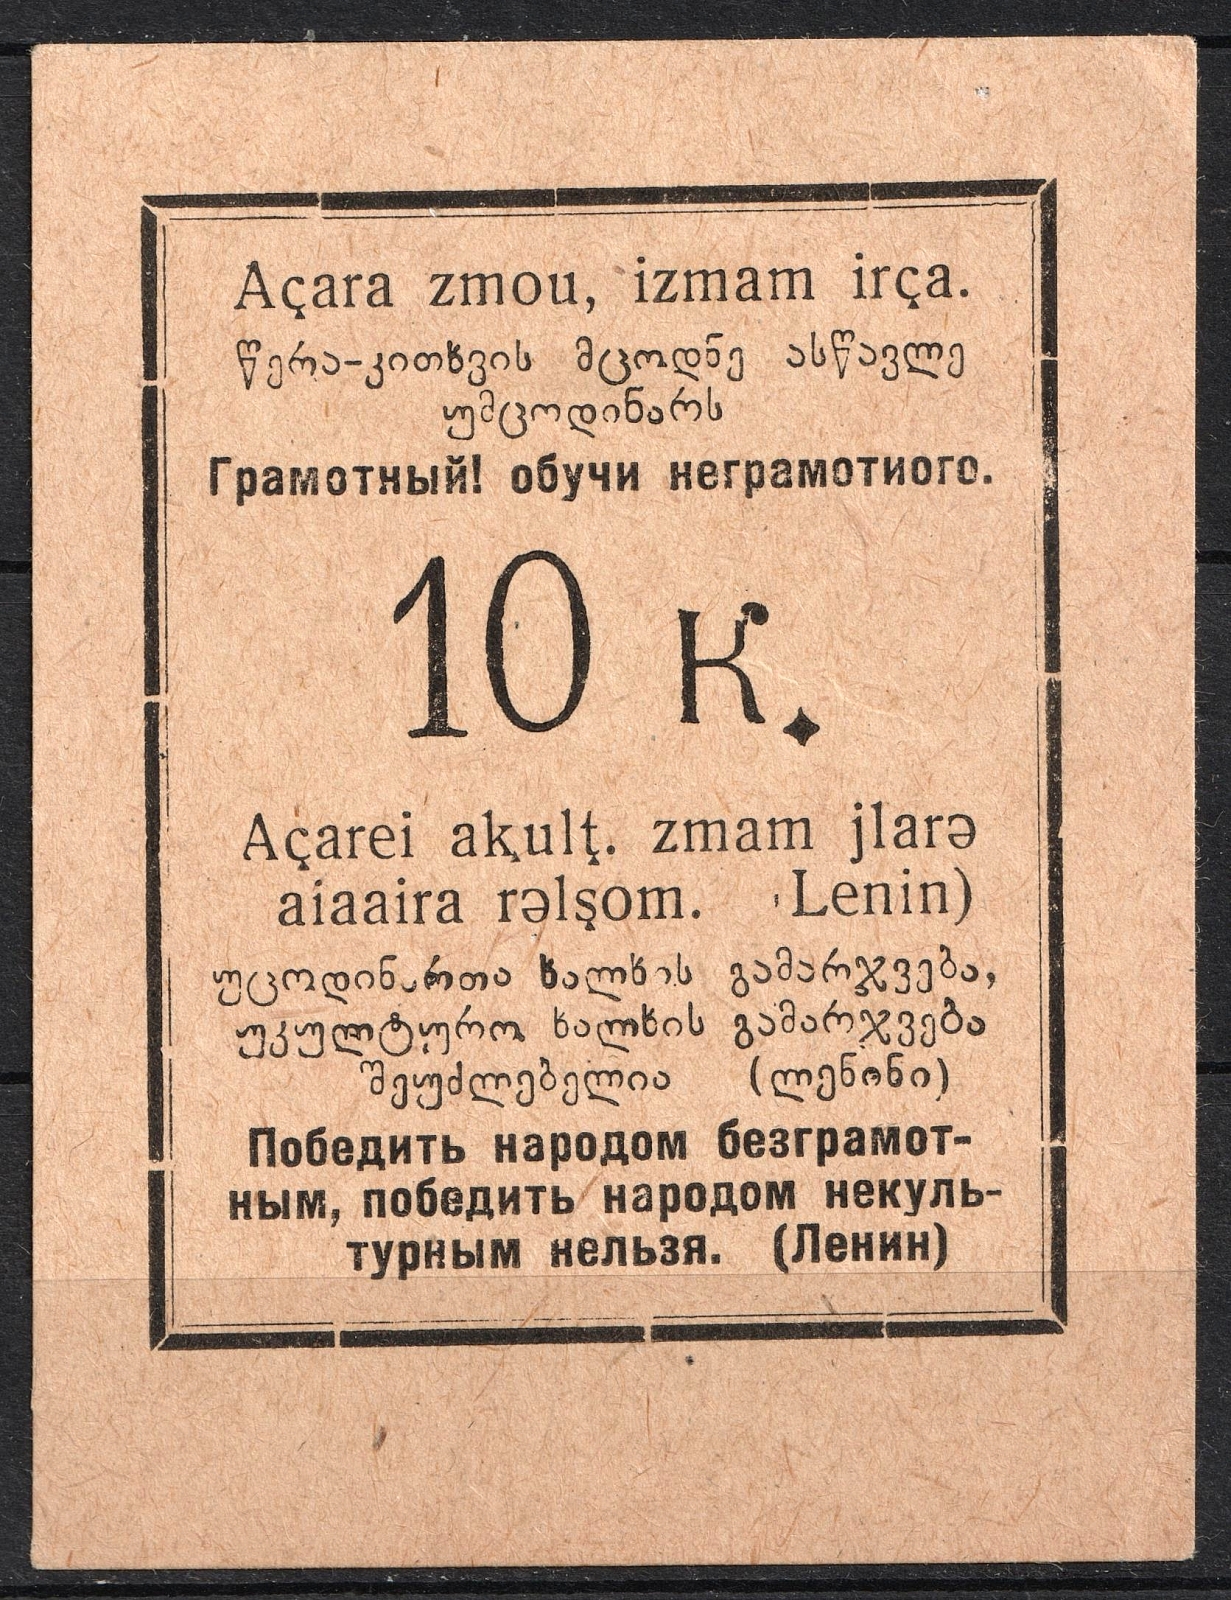 Açara zmou, izmam irça.
წერა-კითხვის მცოდნე ასწავლე
უმცოდინარს
Грамотный! обучи неграмотиого.
10 к.
Açarei aķulţ. zmam jlarə
aiaaira rəlşom. Lenin)
უცოდინართა ხალხის გამარჯვება,
უკულტურო ხალხის გამარჯვება
შეუძლებელია (ლენინი)
Победить народом безграмот-
ным, победить народом некуль-
турным нельзя. (Ленин)